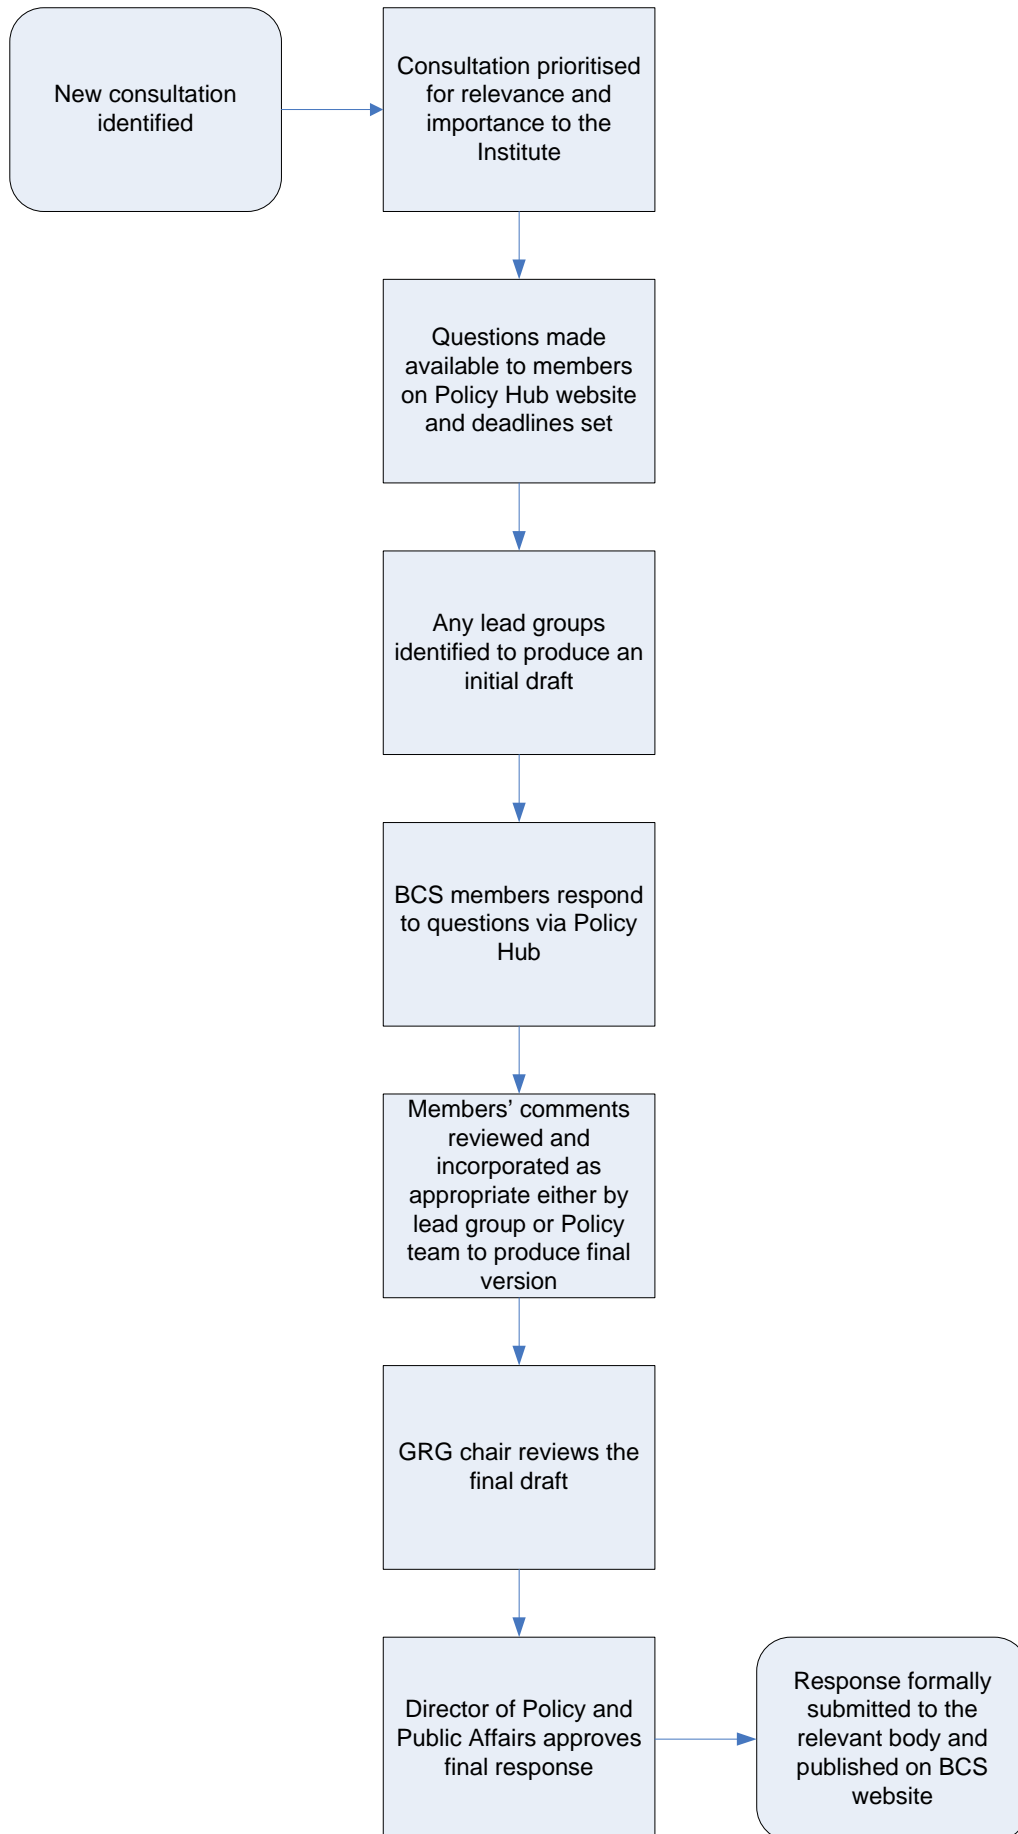 New consultation
identified
Consultation prioritised
for relevance and
importance to the
Institute
Questions made
available to members
on Policy Hub website
and deadlines set
Any lead groups
identified to produce an
initial draft
BCS members respond
to questions via Policy
Hub
Members’ comments
reviewed and
incorporated as
appropriate either by
lead group or Policy
team to produce final
version
GRG chair reviews the
final draft
Director of Policy and
Public Affairs approves
final response
Response formally
submitted to the
relevant body and
published on BCS
website